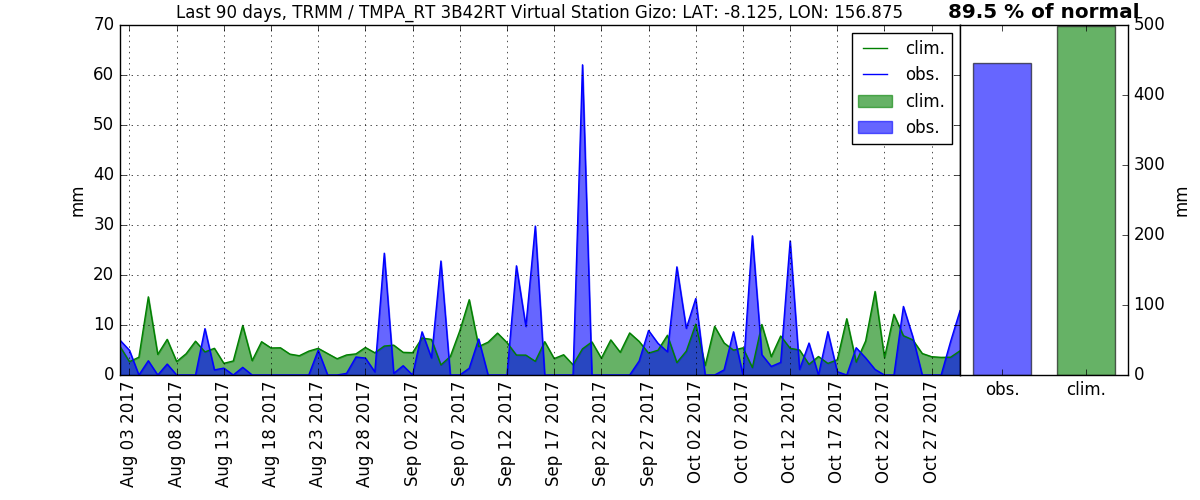 Last 90 days, TRMM / TMPA_RT 3B42RT Virtual Station Gizo: LAT: -8.125, LON: 156.875
89.5 % of normal
70
60
50
40
30
20
10
0
mm
clim.
obs.
clim.
obs.
500
400
300
200
100
0
mm
obs.
clim.
Aug 03 2017
Aug 08 2017
Aug 13 2017
Aug 18 2017
Aug 23 2017
Aug 28 2017
Sep 02 2017
Sep 07 2017
Sep 12 2017
Sep 17 2017
Sep 22 2017
Sep 27 2017
Oct 02 2017
Oct 07 2017
Oct 12 2017
Oct 17 2017
Oct 22 2017
Oct 27 2017